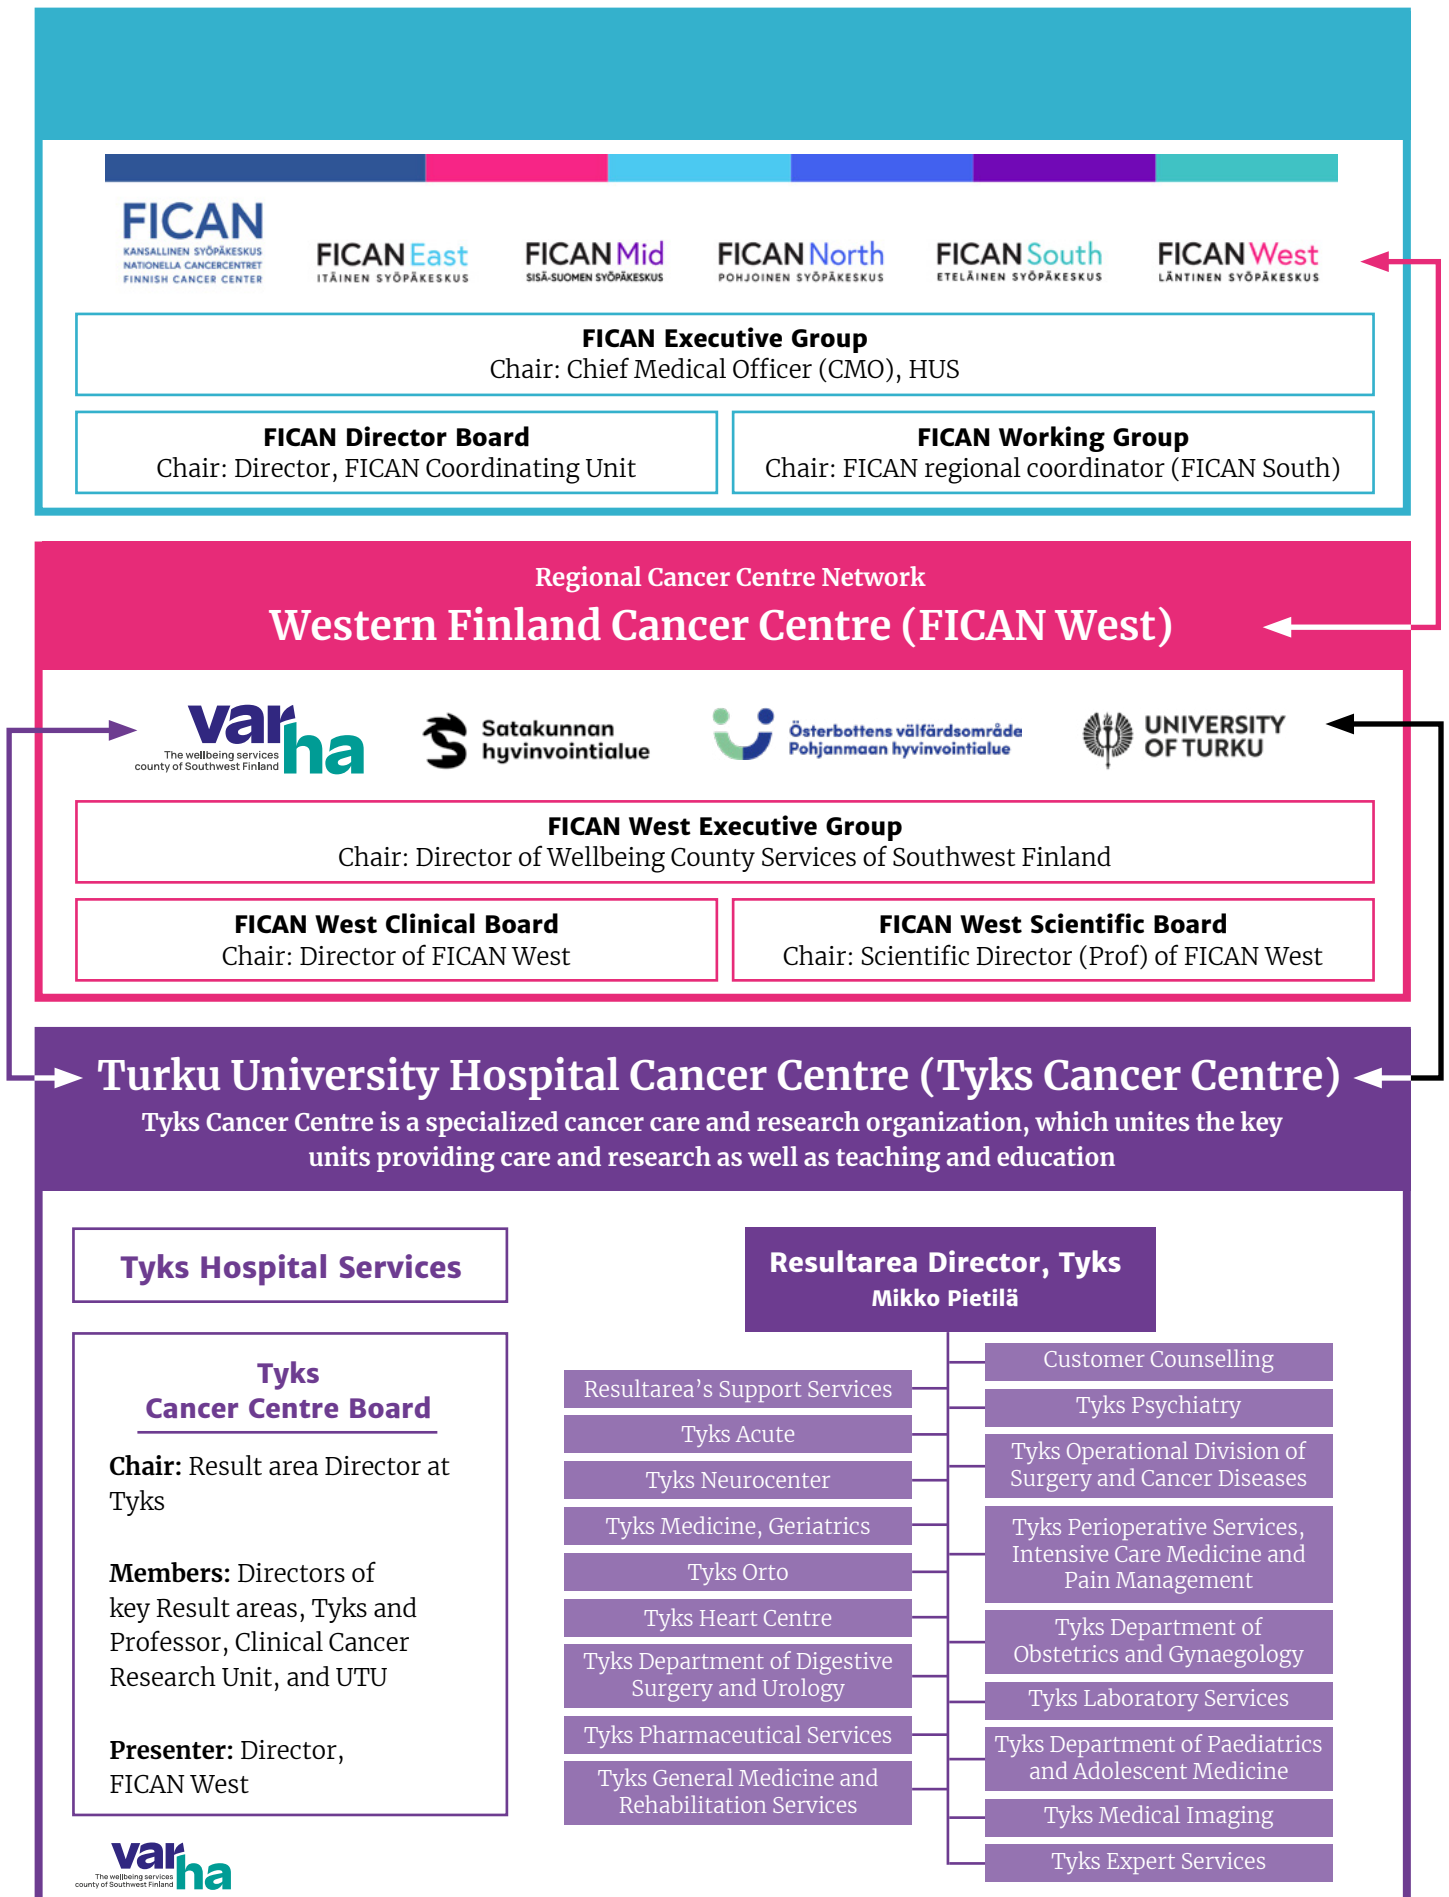 FICAN
KANSALLINEN SYÖPÄKESKUS
NATIONELLA CANCERCENTRET
FINNISH CANCER CENTER
FICAN East
ITÄINEN SYÖPÄKESKUS
FICAN Mid
SISÄ-SUOMEN SYÖPÄKESKUS
FICAN North
POHJOINEN SYÖPÄKESKUS
FICAN South
ETELÄINEN SYÖPÄKESKUS
FICAN West
LÄNTINEN SYÖPÄKESKUS
FICAN Executive Group
Chair: Chief Medical Officer (CMO), HUS
FICAN Director Board
Chair: Director, FICAN Coordinating Unit
FICAN Working Group
Chair: FICAN regional coordinator (FICAN South)
Regional Cancer Centre Network
Western Finland Cancer Centre (FICAN West)
varha
The wellbeing services
county of Southwest Finland
Satakunnan
hyvinvointialue
Österbottens välfärdsområde
Pohjanmaan hyvinvointialue
UNIVERSITY
OF TURKU
FICAN West Executive Group
Chair: Director of Wellbeing County Services of Southwest Finland
FICAN West Clinical Board
Chair: Director of FICAN West
FICAN West Scientific Board
Chair: Scientific Director (Prof) of FICAN West
Turku University Hospital Cancer Centre (Tyks Cancer Centre)
Tyks Cancer Centre is a specialized cancer care and research organization, which unites the key
units providing care and research as well as teaching and education
Tyks Hospital Services
Tyks
Cancer Centre Board
Chair: Result area Director at
Tyks
Members: Directors of
key Result areas, Tyks and
Professor, Clinical Cancer
Research Unit, and UTU
Presenter: Director,
FICAN West
varha
The wellbeing services
county of Southwest Finland
Resultarea Director, Tyks
Mikko Pietilä
Resultarea's Support Services
Tyks Acute
Tyks Neurocenter
Tyks Medicine, Geriatrics
Tyks Orto
Tyks Heart Centre
Tyks Department of Digestive
Surgery and Urology
Tyks Pharmaceutical Services
Tyks General Medicine and
Rehabilitation Services
Customer Counselling
Tyks Psychiatry
Tyks Operational Division of
Surgery and Cancer Diseases
Tyks Perioperative Services,
Intensive Care Medicine and
Pain Management
Tyks Department of
Obstetrics and Gynaegology
Tyks Laboratory Services
Tyks Department of Paediatrics
and Adolescent Medicine
Tyks Medical Imaging
Tyks Expert Services